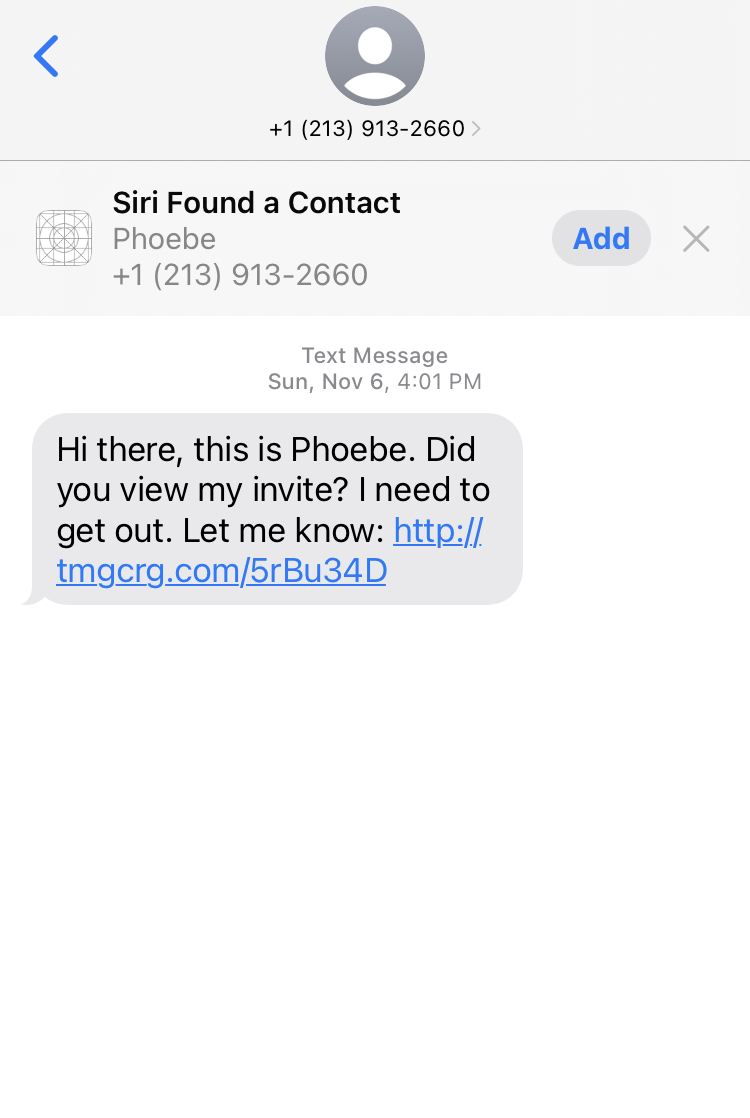 +1 (213) 913-2660
Siri Found a Contact
Phoebe
+1 (213) 913-2660
Add
Text Message
Sun, Nov 6, 4:01 PM
Hi there, this is Phoebe. Did
you view my invite? I need to
get out. Let me know: http://
tmgcrg.com/5rBu34D